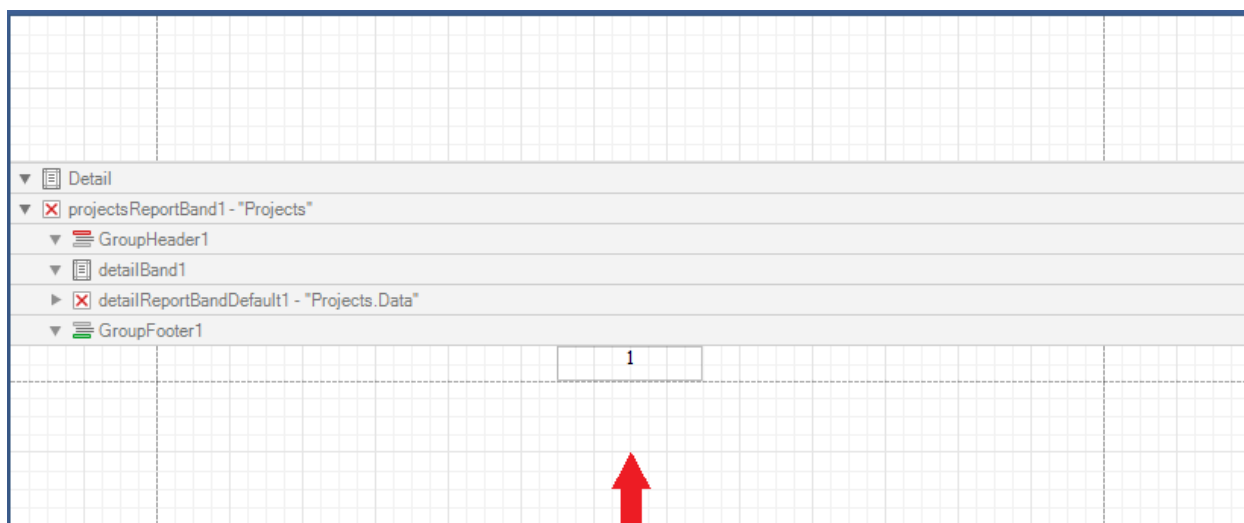 Detail
projectsReportBand1 - "Projects"
GroupHeader1
detailBand1
detailReportBandDefault1 - "Projects.Data"
GroupFooter1
1